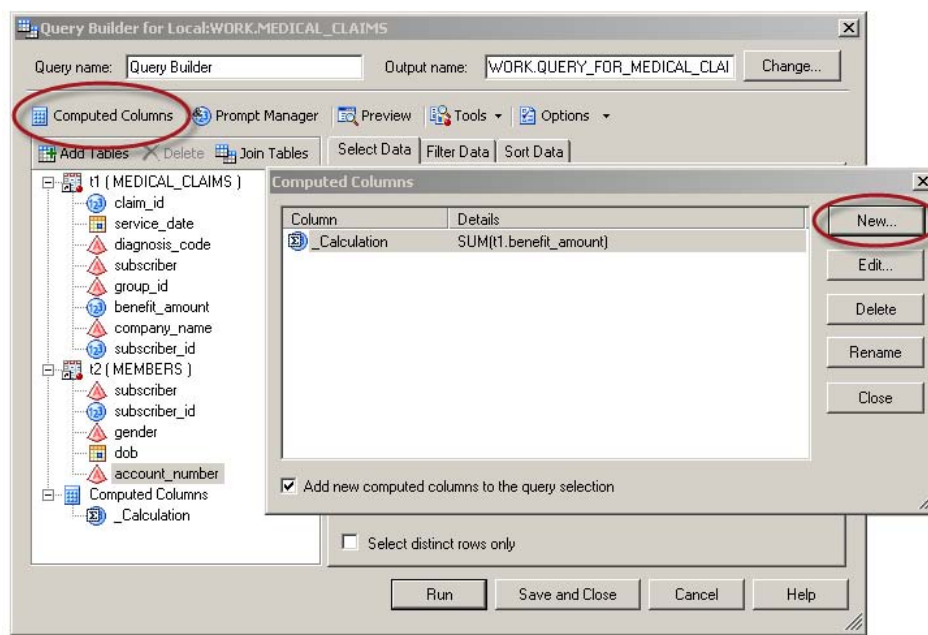 Query Builder for Local:WORK.MEDICAL_CLAIMS
Query name: Query Builder Output name: WORK.QUERY_FOR_MEDICAL_CLAI Change...
Computed Columns Prompt Manager Preview Tools Options
Add Tables Delete Join Tables Select Data Filter Data Sort Data
t1 ( MEDICAL_CLAIMS )
claim_id
service_date
diagnosis_code
subscriber
group_id
benefit_amount
company_name
subscriber_id
t2 ( MEMBERS )
subscriber
subscriber_id
gender
dob
account_number
Computed Columns
_Calculation
Computed Columns
Column Details
_Calculation SUM(t1.benefit_amount)
New...
Edit...
Delete
Rename
Close
Add new computed columns to the query selection
Select distinct rows only
Run Save and Close Cancel Help